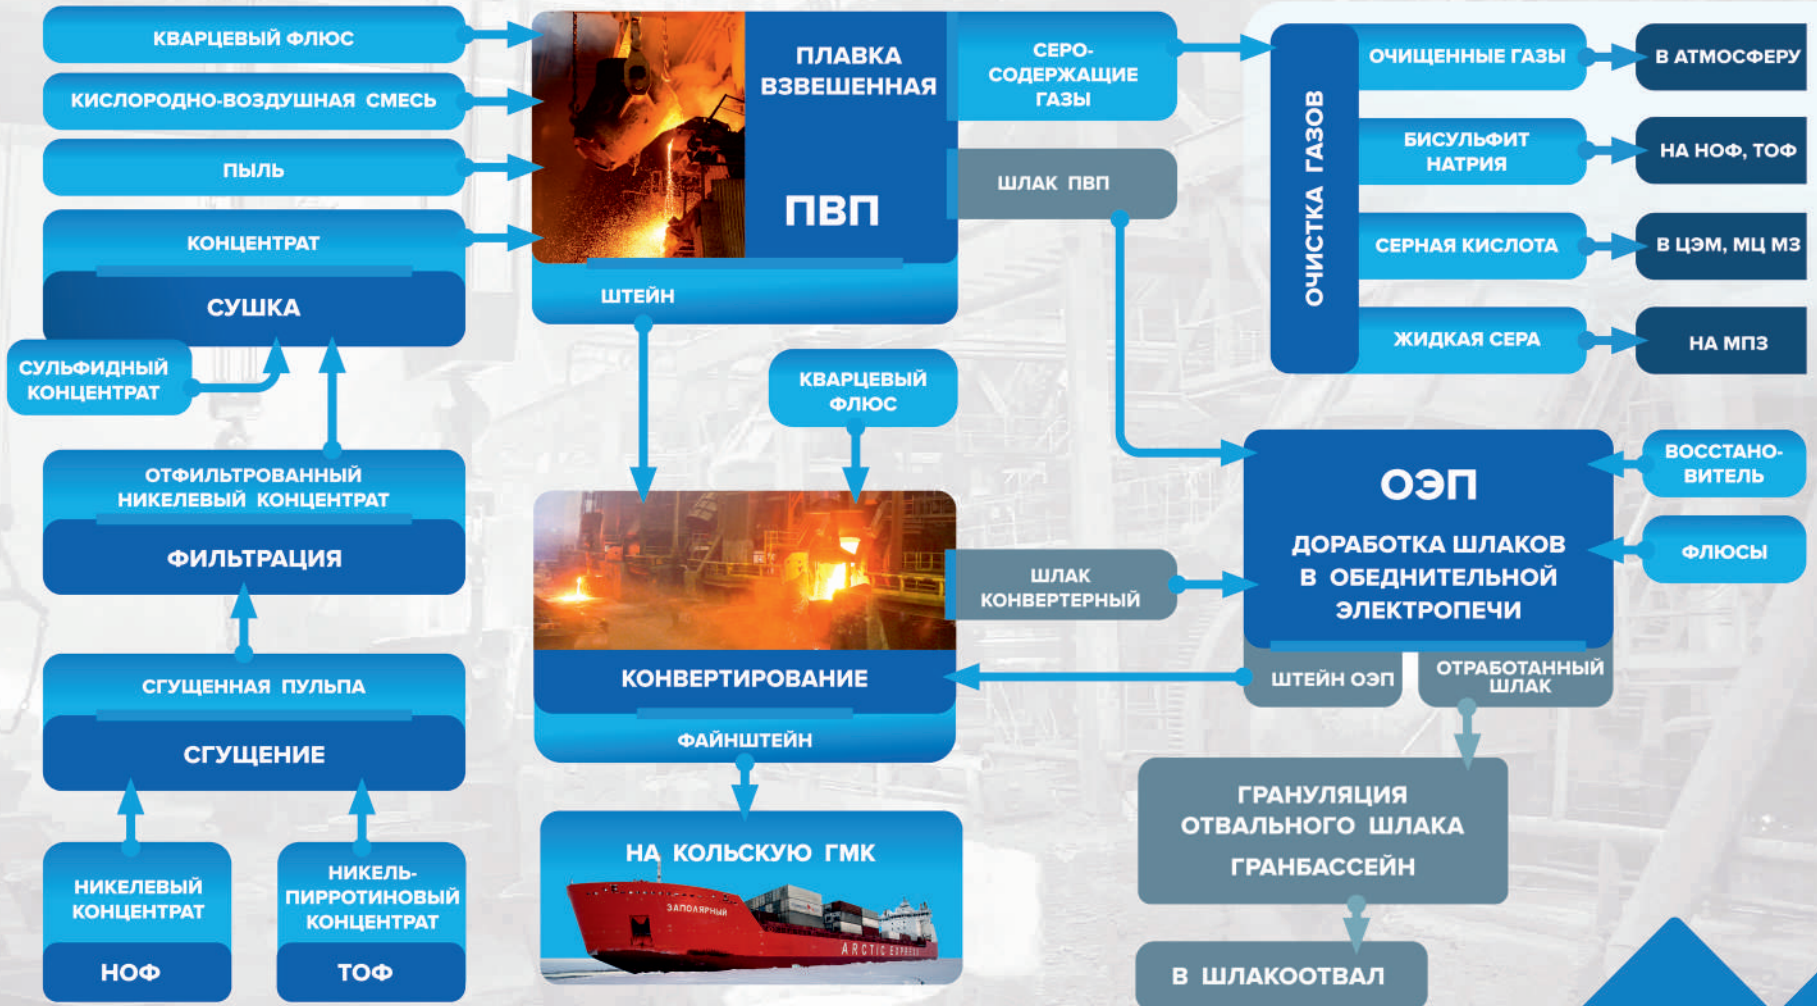 КВАРЦЕВЫЙ ФЛЮС
КИСЛОРОДНО-ВОЗДУШНАЯ СМЕСЬ
ПЫЛЬ
КОНЦЕНТРАТ
СУШКА
СУЛЬФИДНЫЙ
КОНЦЕНТРАТ
ОТФИЛЬТРОВАННЫЙ
НИКЕЛЕВЫЙ КОНЦЕНТРАТ
ФИЛЬТРАЦИЯ
СГУЩЕННАЯ ПУЛЬПА
СГУЩЕНИЕ
НИКЕЛЕВЫЙ
КОНЦЕНТРАТ
НОФ
НИКЕЛЬ-
ПИРРОТИНОВЫЙ
КОНЦЕНТРАТ
ТОФ
ПЛАВКА
ВЗВЕШЕННАЯ
ПВП
ШТЕЙН
СЕРО-
СОДЕРЖАЩИЕ
ГАЗЫ
ШЛАК ПВП
КВАРЦЕВЫЙ
ФЛЮС
КОНВЕРТИРОВАНИЕ
ФАЙНШТЕЙН
ШЛАК
КОНВЕРТЕРНЫЙ
НА КОЛЬСКУЮ ГМК
ЗАПОЛЯРНЫЙ
ARCTIC EXPRESS
ОЧИСТКА ГАЗОВ
ОЧИЩЕННЫЕ ГАЗЫ
В АТМОСФЕРУ
БИСУЛЬФИТ
НАТРИЯ
НА НОФ, ТОФ
СЕРНАЯ КИСЛОТА
В ЦЭМ, МЦ МЗ
ЖИДКАЯ СЕРА
НА МПЗ
ОЭП
ДОРАБОТКА ШЛАКОВ
В ОБЕДНИТЕЛЬНОЙ
ЭЛЕКТРОПЕЧИ
ВОССТАНО-
ВИТЕЛЬ
ФЛЮСЫ
ШТЕЙН ОЭП
ОТРАБОТАННЫЙ
ШЛАК
ГРАНУЛЯЦИЯ
ОТВАЛЬНОГО ШЛАКА
ГРАНБАССЕЙН
В ШЛАКООТВАЛ